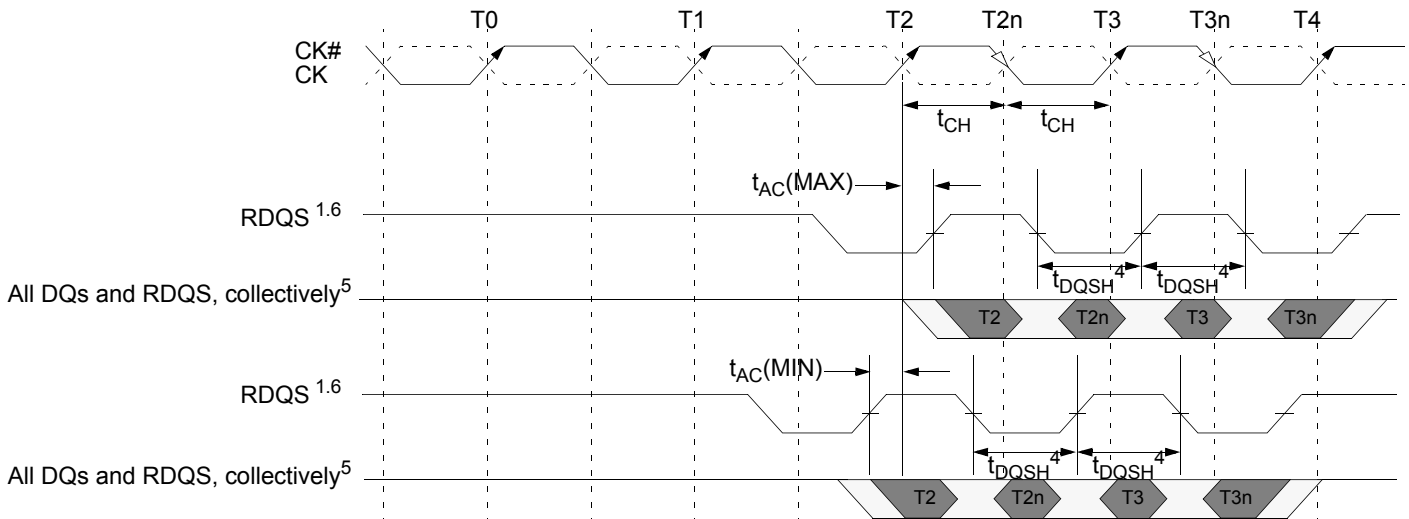 T0 T1 T2 T2n T3 T3n T4
CK#
CK
tCH tCH
tAC(MAX)
RDQS 1.6
tDQSH4 tDQSH4
All DQs and RDQS, collectively5
T2 T2n T3 T3n
tAC(MIN)
RDQS 1.6
tDQSH4 tDQSH4
All DQs and RDQS, collectively5
T2 T2n T3 T3n